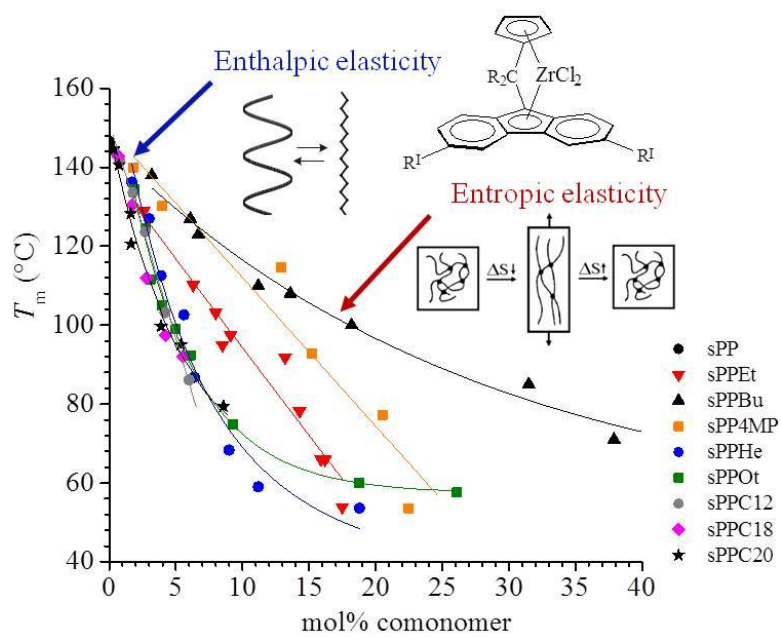 Enthalpic elasticity
R₂C
ZrCl₂
Rᴵ
Rᴵ
Entropic elasticity
ΔS↓
ΔS↑
160
140
120
100
80
60
40
Tₘ (°C)
0
5
10
15
20
25
30
35
40
mol% comonomer
sPP
sPPEt
sPPBu
sPP4MP
sPPHe
sPPOt
sPPC12
sPPC18
sPPC20